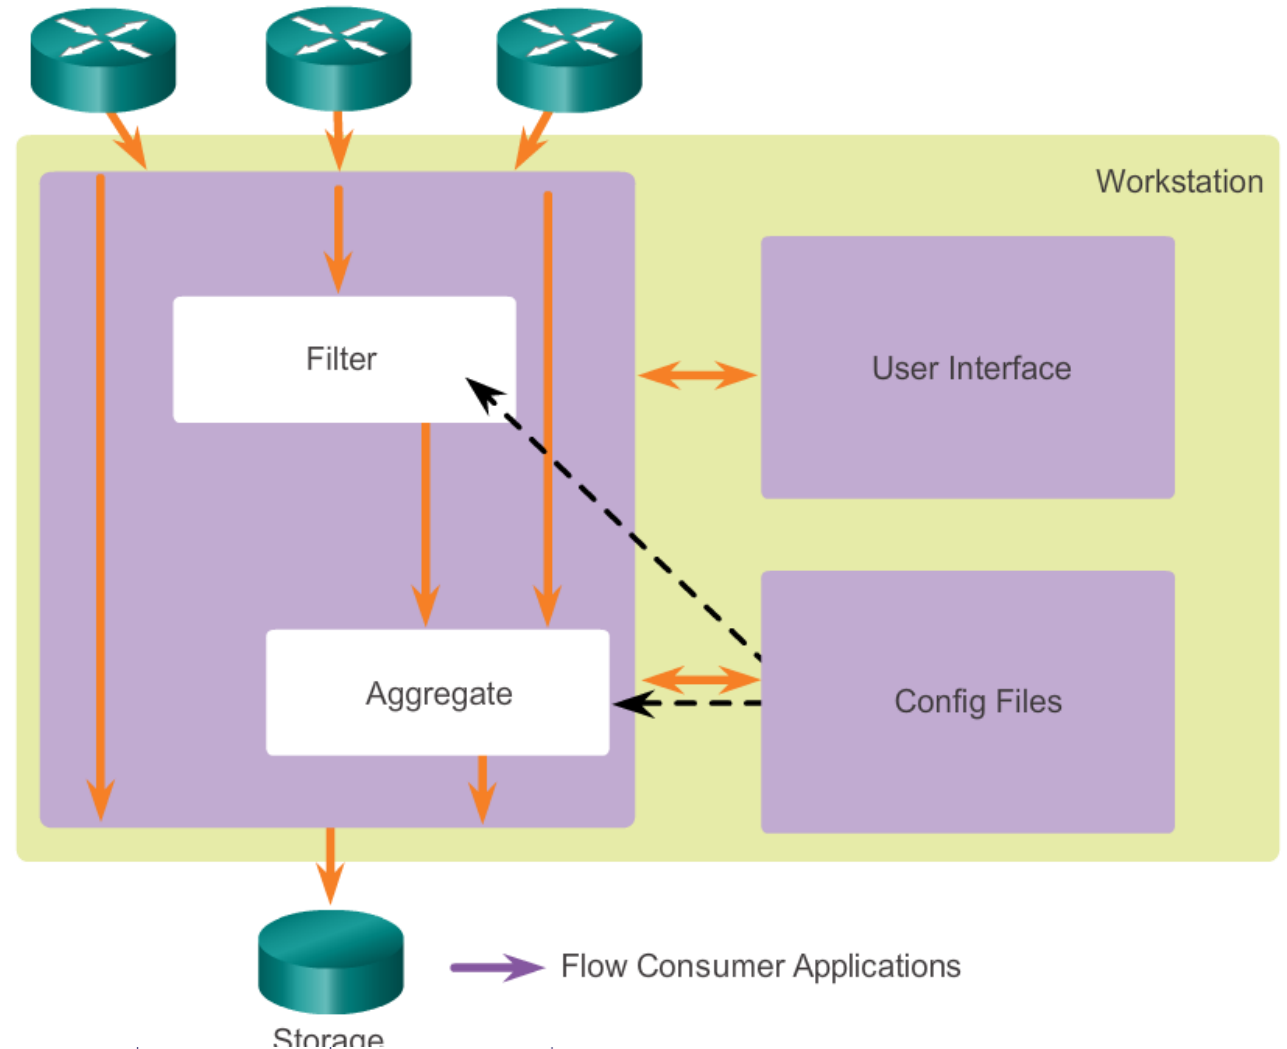 Workstation
Filter
User Interface
Aggregate
Config Files
Flow Consumer Applications
Storage